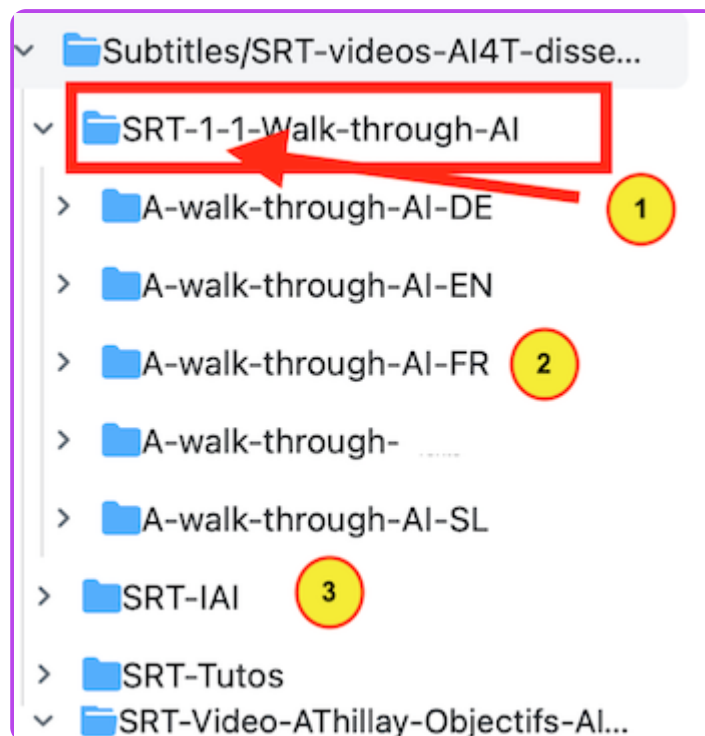 Subtitles/SRT-videos-AI4T-disse...
SRT-1-1-Walk-through-AI
1
A-walk-through-AI-DE
A-walk-through-AI-EN
A-walk-through-AI-FR 2
A-walk-through-
A-walk-through-AI-SL
SRT-IAI 3
SRT-Tutos
SRT-Video-AThillay-Objectifs-AI...